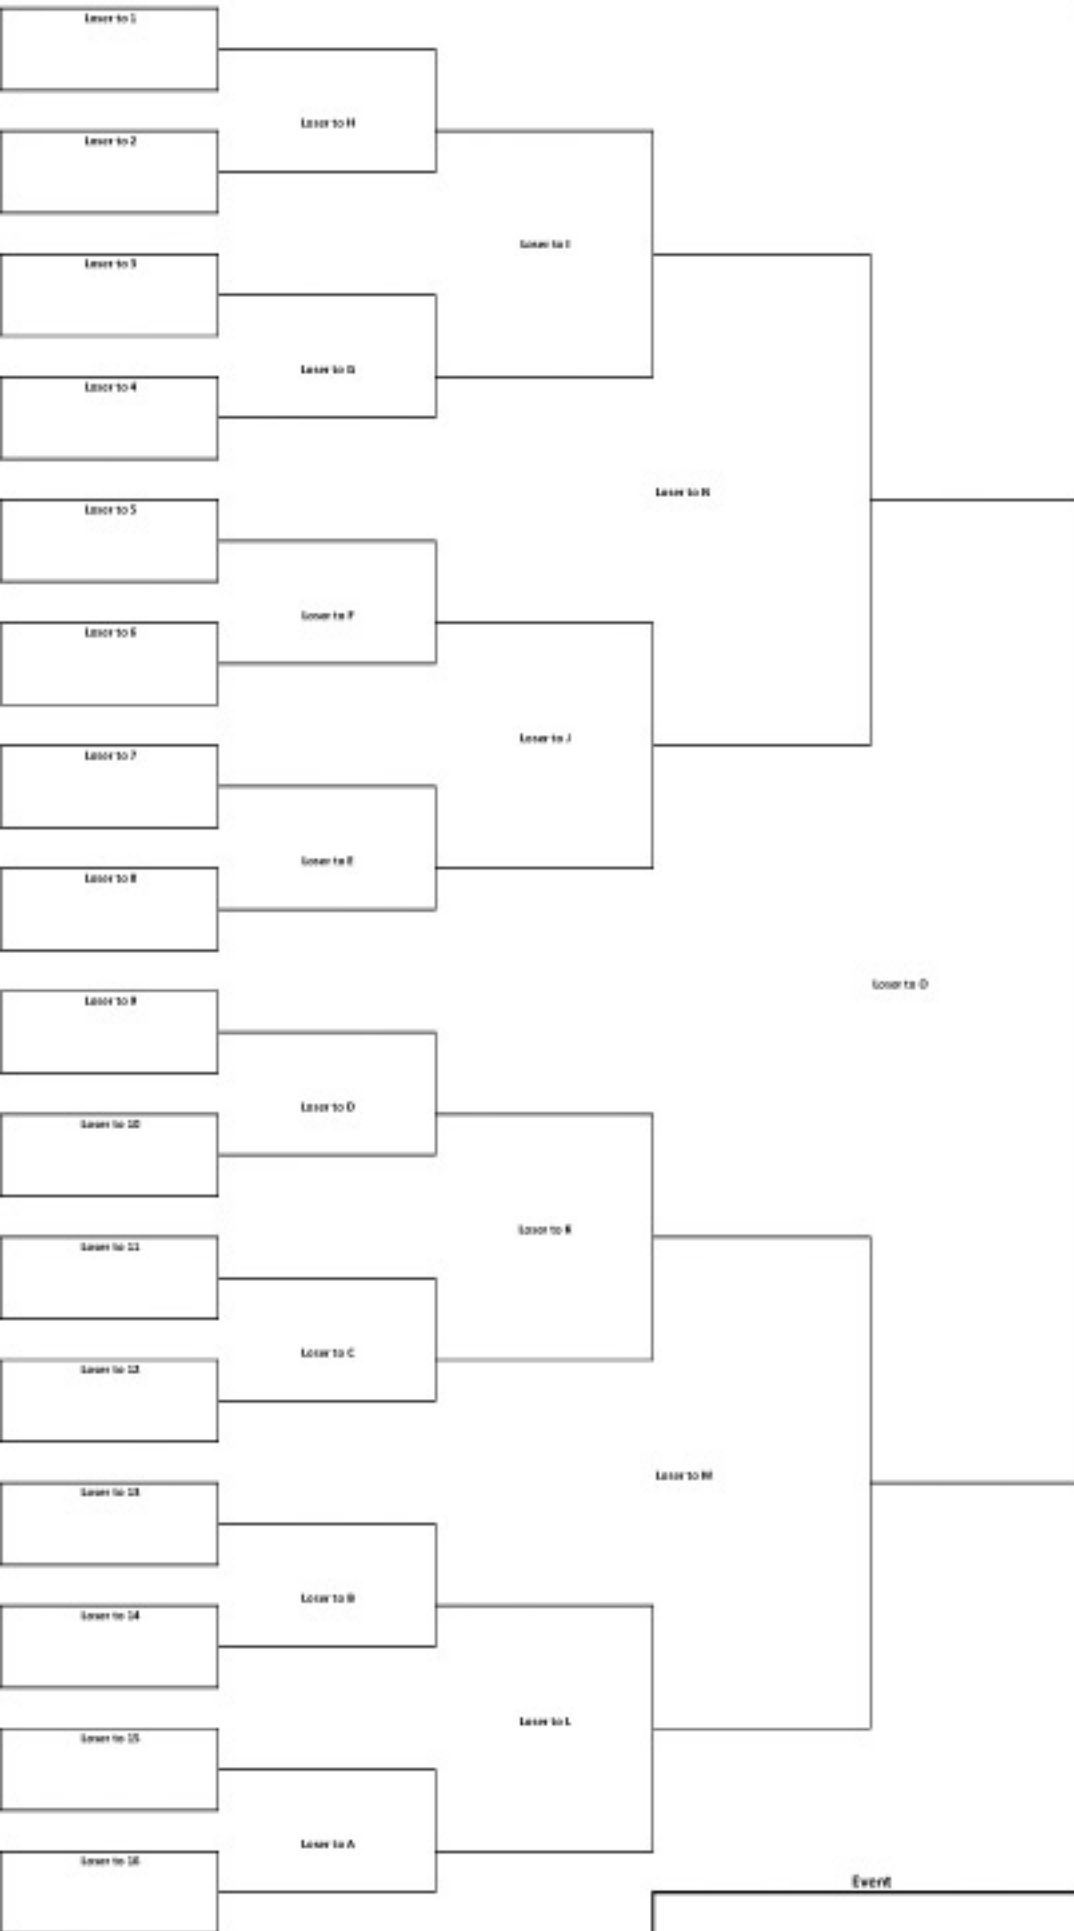 Loser to 1
Loser to H
Loser to 2
Loser to I
Loser to 3
Loser to G
Loser to 4
Loser to N
Loser to 5
Loser to F
Loser to 6
Loser to J
Loser to 7
Loser to E
Loser to 8
Loser to O
Loser to 9
Loser to D
Loser to 10
Loser to K
Loser to 11
Loser to C
Loser to 12
Loser to M
Loser to 13
Loser to B
Loser to 14
Loser to L
Loser to 15
Loser to A
Loser to 16
Event